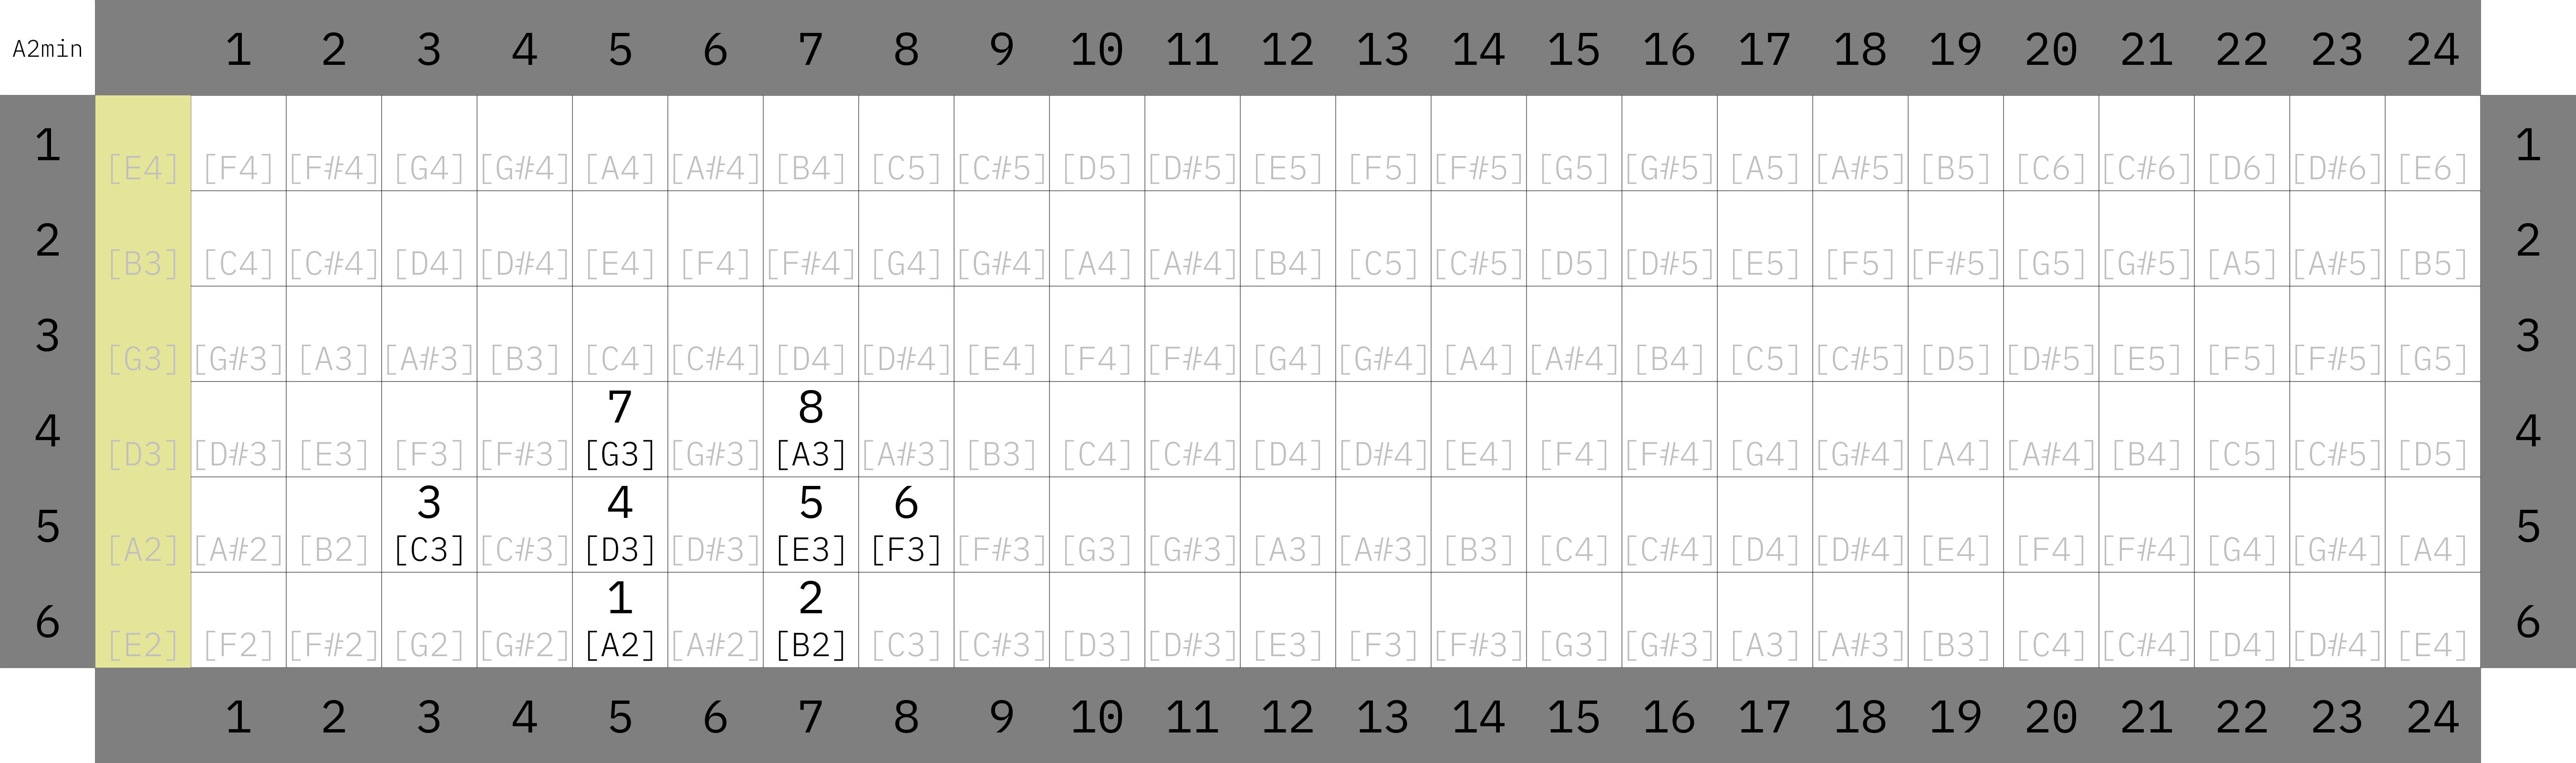 A2min 1 2 3 4 5 6 7 8 9 10 11 12 13 14 15 16 17 18 19 20 21 22 23 24
1 [E4] [F4] [F#4] [G4] [G#4] [A4] [A#4] [B4] [C5] [C#5] [D5] [D#5] [E5] [F5] [F#5] [G5] [G#5] [A5] [A#5] [B5] [C6] [C#6] [D6] [D#6] [E6] 1
2 [B3] [C4] [C#4] [D4] [D#4] [E4] [F4] [F#4] [G4] [G#4] [A4] [A#4] [B4] [C5] [C#5] [D5] [D#5] [E5] [F5] [F#5] [G5] [G#5] [A5] [A#5] [B5] 2
3 [G3] [G#3] [A3] [A#3] [B3] [C4] [C#4] [D4] [D#4] [E4] [F4] [F#4] [G4] [G#4] [A4] [A#4] [B4] [C5] [C#5] [D5] [D#5] [E5] [F5] [F#5] [G5] 3
7 8
4 [D3] [D#3] [E3] [F3] [F#3] [G3] [G#3] [A3] [A#3] [B3] [C4] [C#4] [D4] [D#4] [E4] [F4] [F#4] [G4] [G#4] [A4] [A#4] [B4] [C5] [C#5] [D5] 4
3 4 5 6
5 [A2] [A#2] [B2] [C3] [C#3] [D3] [D#3] [E3] [F3] [F#3] [G3] [G#3] [A3] [A#3] [B3] [C4] [C#4] [D4] [D#4] [E4] [F4] [F#4] [G4] [G#4] [A4] 5
1 2
6 [E2] [F2] [F#2] [G2] [G#2] [A2] [A#2] [B2] [C3] [C#3] [D3] [D#3] [E3] [F3] [F#3] [G3] [G#3] [A3] [A#3] [B3] [C4] [C#4] [D4] [D#4] [E4] 6
1 2 3 4 5 6 7 8 9 10 11 12 13 14 15 16 17 18 19 20 21 22 23 24